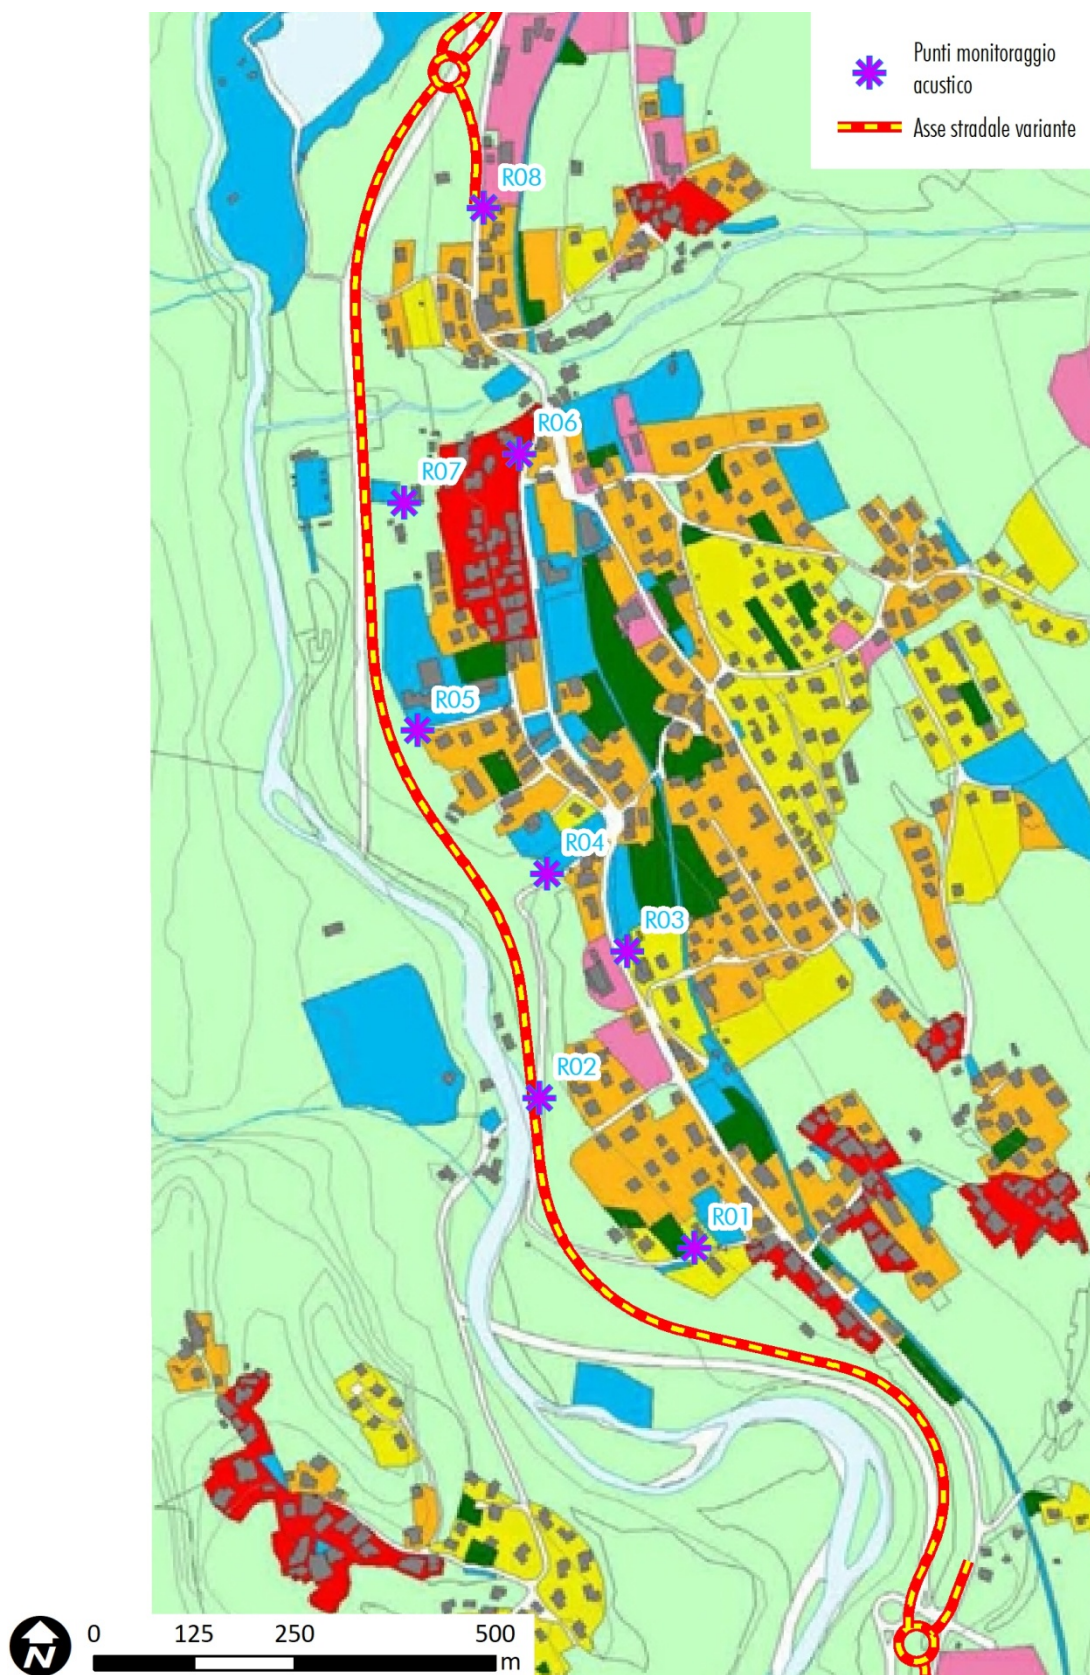 Punti monitoraggio
acustico
Asse stradale variante
R08
R06
R07
R05
R04
R03
R02
R01
N
0 125 250 500
m